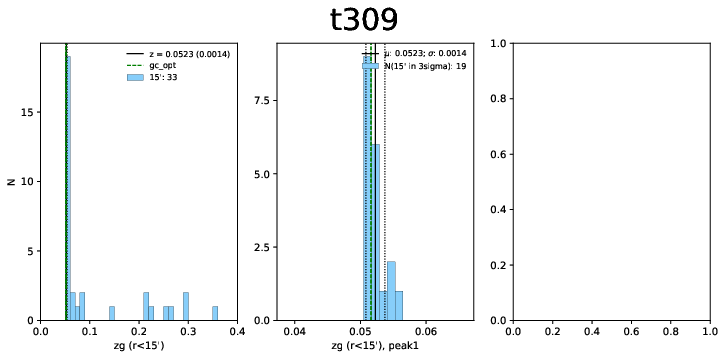 t309
z = 0.0523 (0.0014)
gc_opt
15': 33
N
0
5
10
15
0.0 0.1 0.2 0.3 0.4
zg (r<15')
μ: 0.0523; σ: 0.0014
N(15' in 3sigma): 19
0.0
2.5
5.0
7.5
0.04 0.05 0.06
zg (r<15'), peak1
1.0
0.8
0.6
0.4
0.2
0.0
0.0 0.2 0.4 0.6 0.8 1.0